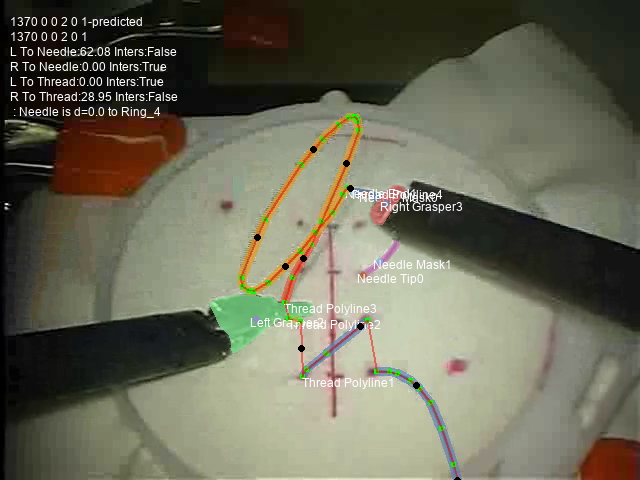 1370 0 0 2 0 1-predicted
1370 0 0 2 0 1
L To Needle:62.08 Inters:False
R To Needle:0.00 Inters:True
L To Thread:0.00 Inters:True
R To Thread:28.95 Inters:False
: Needle is d=0.0 to Ring_4
Right Grasper3
Needle Mask1
Needle Tip0
Thread Polyline3
Left Grasper2
Thread Polyline2
Thread Polyline1